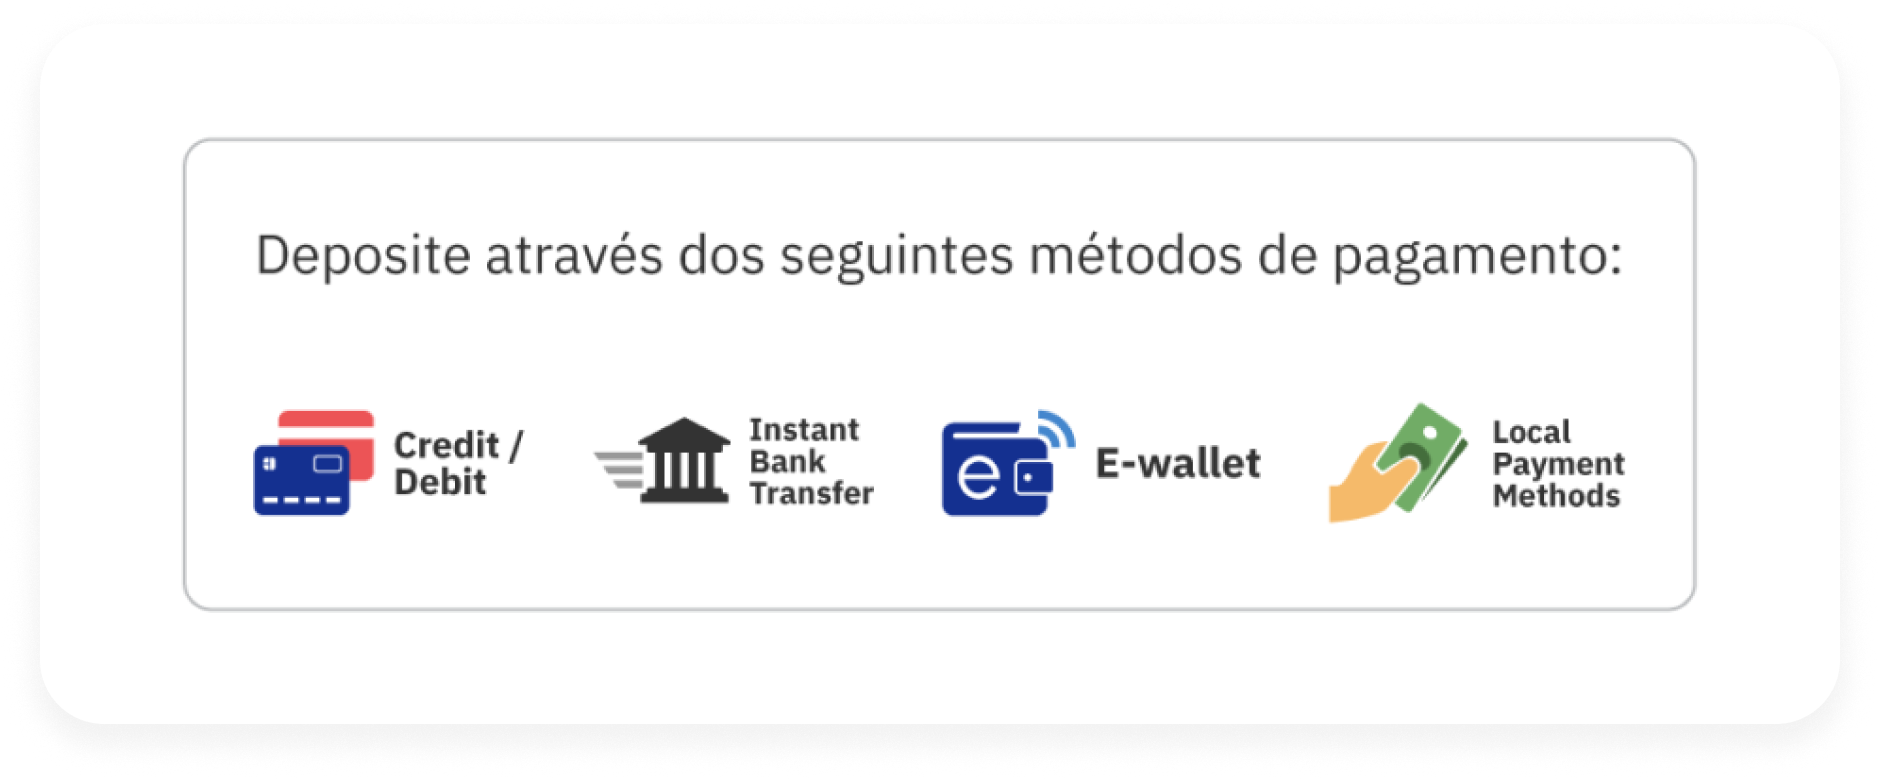 Deposite através dos seguintes métodos de pagamento:
Credit /
Debit
Instant
Bank
Transfer
e
E-wallet
Local
Payment
Methods